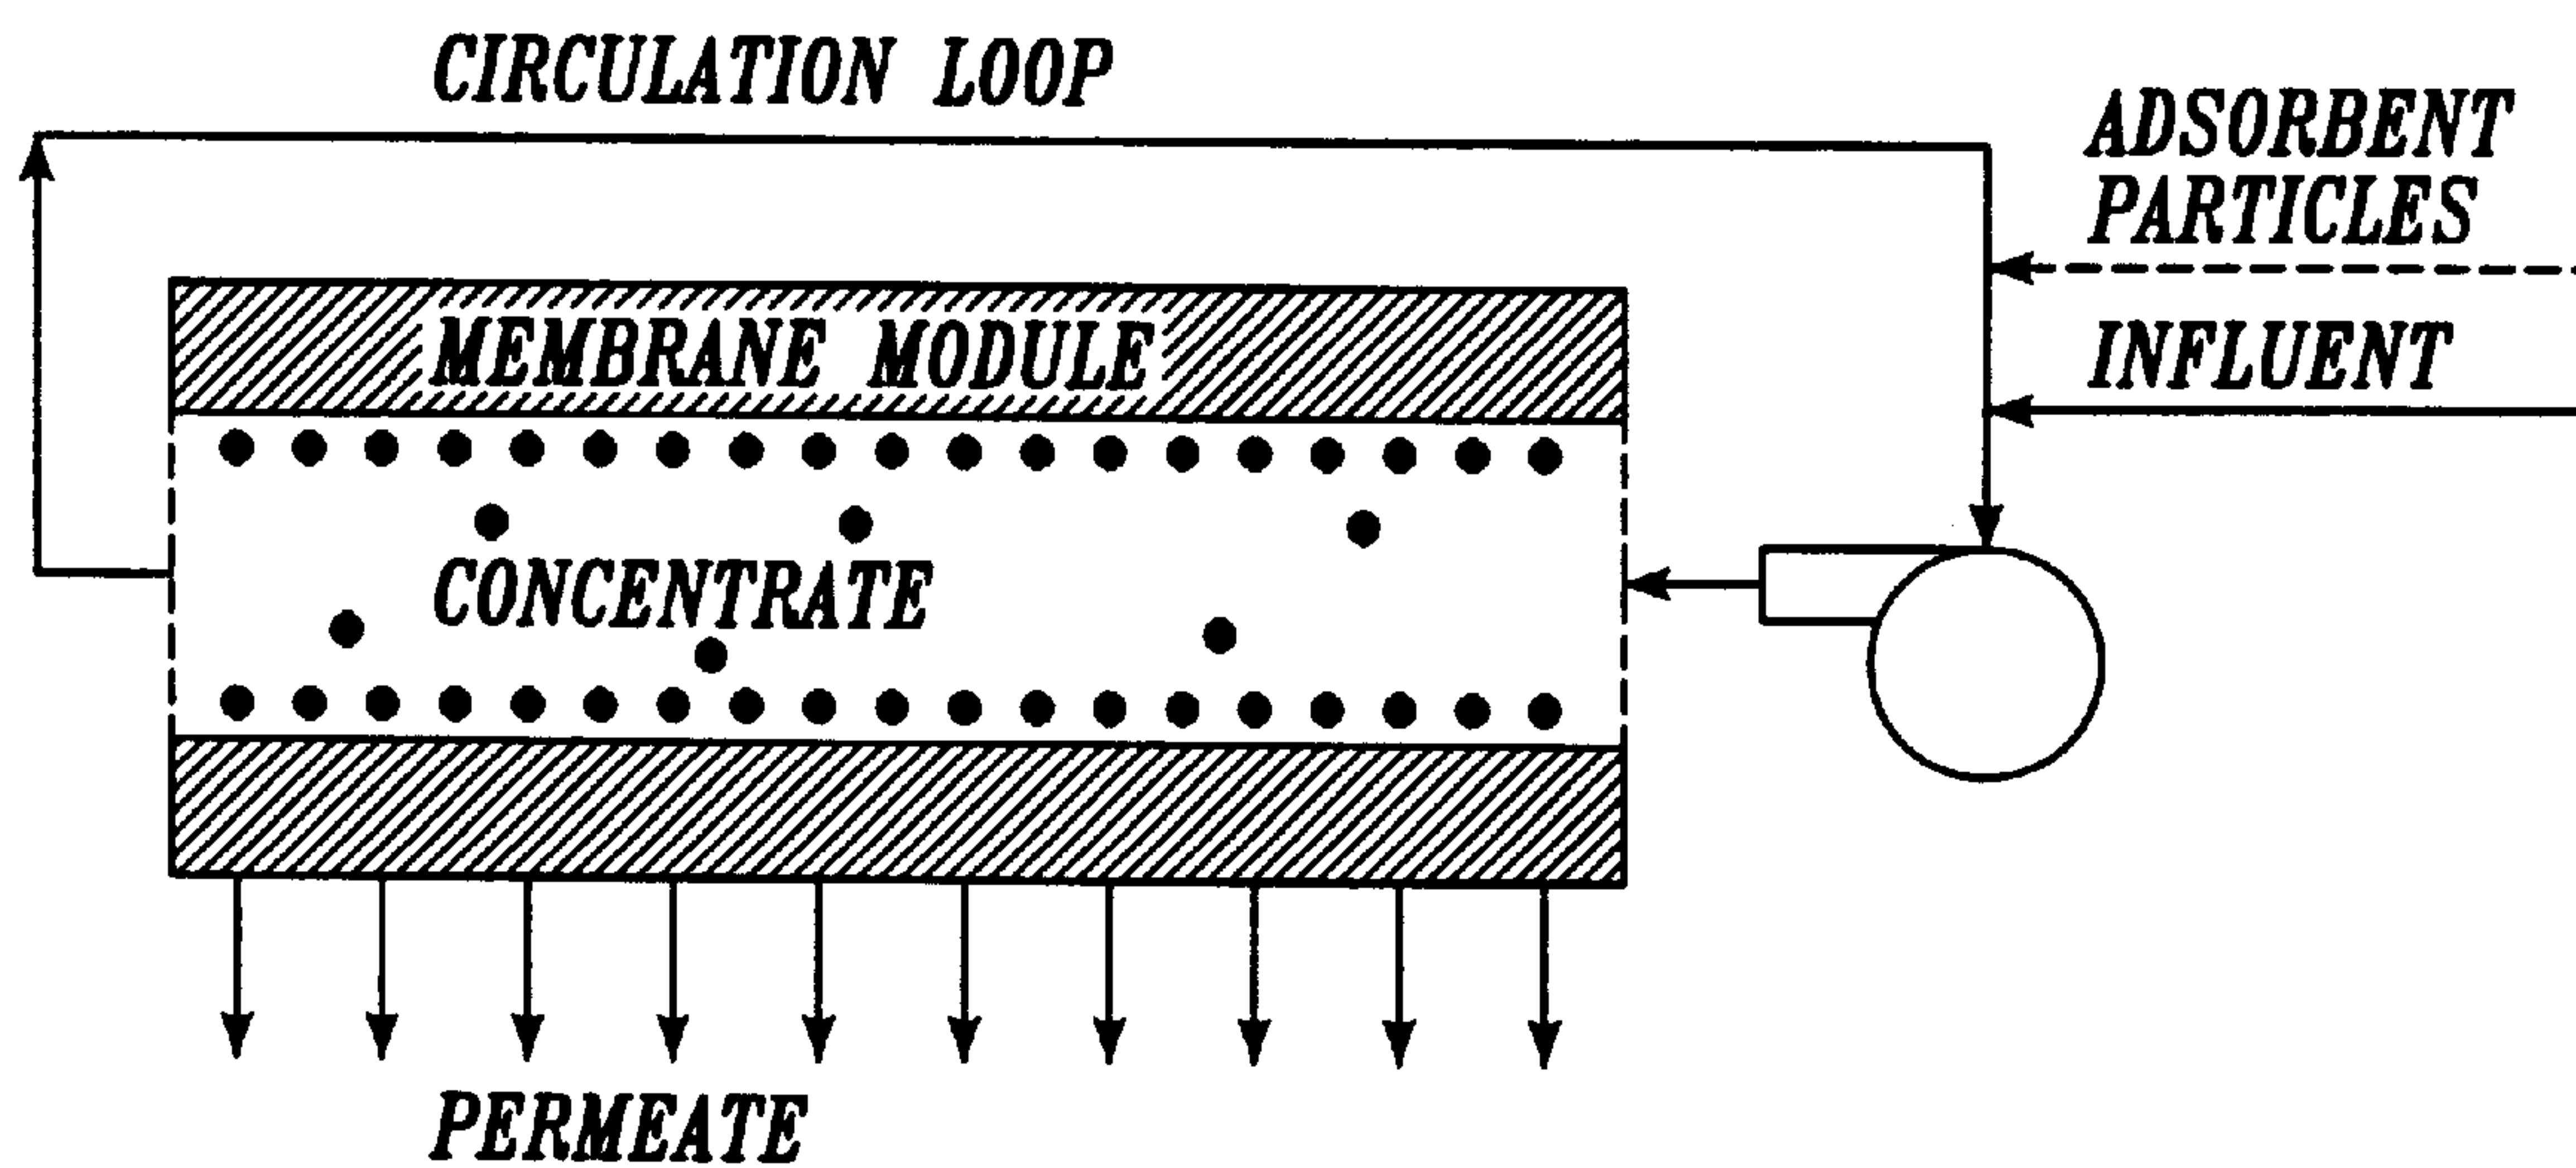 CIRCULATION LOOP
ADSORBENT
PARTICLES
INFLUENT
MEMBRANE MODULE
CONCENTRATE
PERMEATE